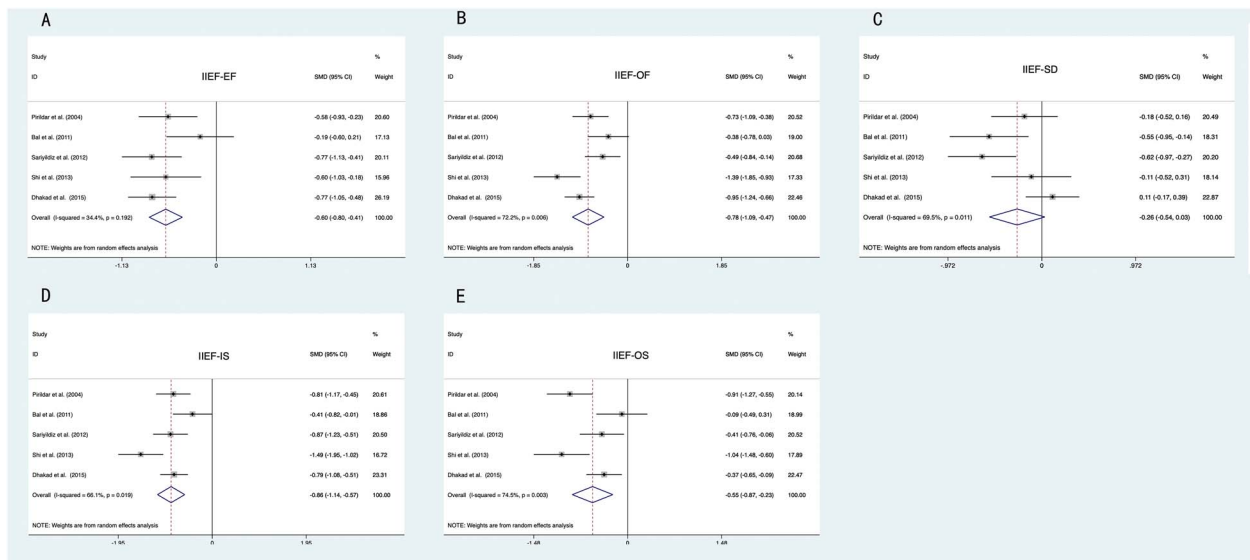 A
Study
%
ID
IIEF-EF
SMD (95% CI)
Weight
Pirildar et al. (2004)
-0.58 (-0.93, -0.23)
20.60
Bal et al. (2011)
-0.19 (-0.60, 0.21)
17.13
Sariyildiz et al. (2012)
-0.77 (-1.13, -0.41)
20.11
Shi et al. (2013)
-0.60 (-1.03, -0.18)
15.96
Dhakad et al. (2015)
-0.77 (-1.05, -0.48)
26.19
Overall (I-squared = 34.4%, p = 0.192)
-0.60 (-0.80, -0.41)
100.00
NOTE: Weights are from random effects analysis
-1.13
0
1.13
B
Study
%
ID
IIEF-OF
SMD (95% CI)
Weight
Pirildar et al. (2004)
-0.73 (-1.09, -0.38)
20.52
Bal et al. (2011)
-0.38 (-0.78, 0.03)
19.00
Sariyildiz et al. (2012)
-0.49 (-0.84, -0.14)
20.68
Shi et al. (2013)
-1.39 (-1.85, -0.93)
17.33
Dhakad et al. (2015)
-0.95 (-1.24, -0.66)
22.46
Overall (I-squared = 72.2%, p = 0.006)
-0.78 (-1.09, -0.47)
100.00
NOTE: Weights are from random effects analysis
-1.85
0
1.85
C
Study
%
ID
IIEF-SD
SMD (95% CI)
Weight
Pirildar et al. (2004)
-0.18 (-0.52, 0.16)
20.49
Bal et al. (2011)
-0.55 (-0.95, -0.14)
18.31
Sariyildiz et al. (2012)
-0.62 (-0.97, -0.27)
20.20
Shi et al. (2013)
-0.11 (-0.52, 0.31)
18.14
Dhakad et al. (2015)
0.11 (-0.17, 0.39)
22.87
Overall (I-squared = 69.5%, p = 0.011)
-0.26 (-0.54, 0.03)
100.00
NOTE: Weights are from random effects analysis
-.972
0
.972
D
Study
%
ID
IIEF-IS
SMD (95% CI)
Weight
Pirildar et al. (2004)
-0.81 (-1.17, -0.45)
20.61
Bal et al. (2011)
-0.41 (-0.82, -0.01)
18.86
Sariyildiz et al. (2012)
-0.87 (-1.23, -0.51)
20.50
Shi et al. (2013)
-1.49 (-1.95, -1.02)
16.72
Dhakad et al. (2015)
-0.79 (-1.08, -0.51)
23.31
Overall (I-squared = 66.1%, p = 0.019)
-0.86 (-1.14, -0.57)
100.00
NOTE: Weights are from random effects analysis
-1.95
0
1.95
E
Study
%
ID
IIEF-OS
SMD (95% CI)
Weight
Pirildar et al. (2004)
-0.91 (-1.27, -0.55)
20.14
Bal et al. (2011)
-0.09 (-0.49, 0.31)
18.99
Sariyildiz et al. (2012)
-0.41 (-0.76, -0.06)
20.52
Shi et al. (2013)
-1.04 (-1.48, -0.60)
17.89
Dhakad et al. (2015)
-0.37 (-0.65, -0.09)
22.47
Overall (I-squared = 74.5%, p = 0.003)
-0.55 (-0.87, -0.23)
100.00
NOTE: Weights are from random effects analysis
-1.48
0
1.48